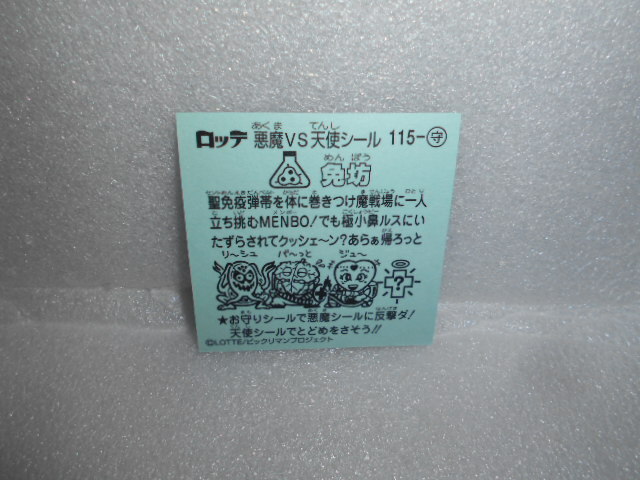 あくま てんし
ロッテ 悪魔VS天使シール 115-守
めん ぼう
免坊
聖免疫弾帯を体に巻きつけ魔戦場に一人
立ち挑むMENBO!でも極小鼻ルスにい
たずらされてクッシェ〜ン?あらぁ帰ろっと
リ〜シュ パ〜っと ジュ〜
?
★お守りシールで悪魔シールに反撃ダ!
天使シールでとどめをさそう!!
©LOTTE/ビックリマンプロジェクト